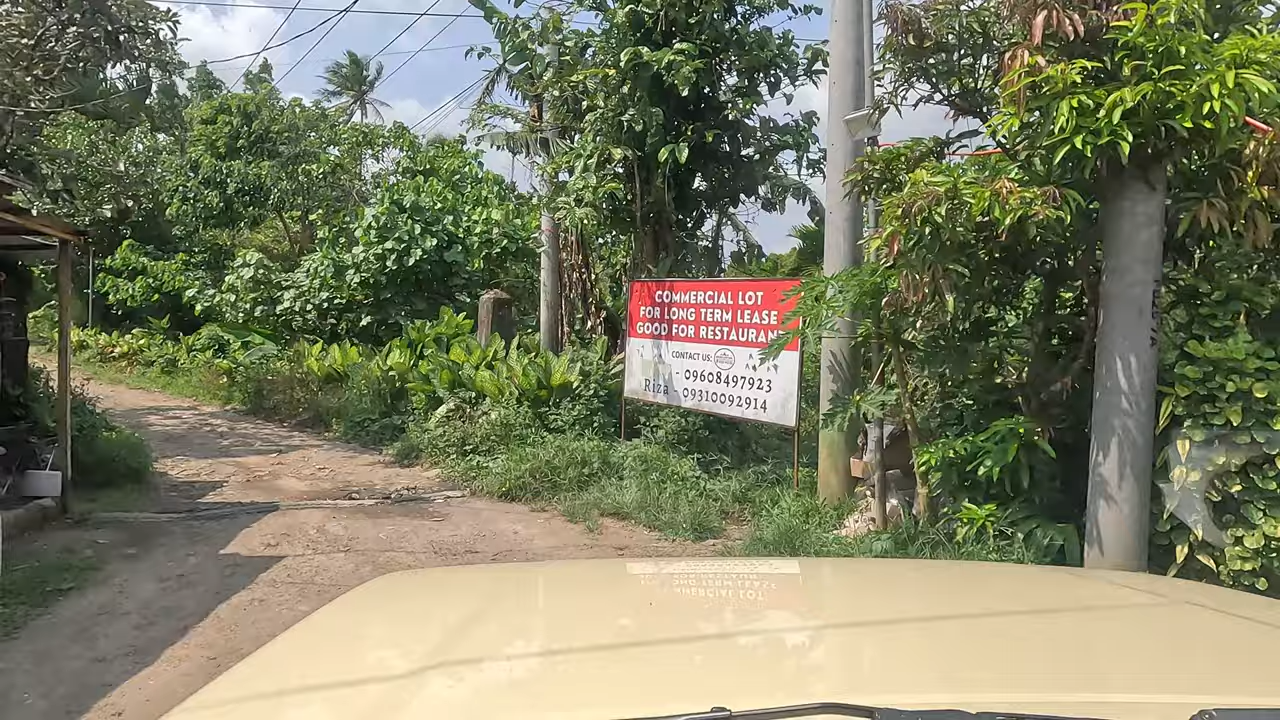 COMMERCIAL LOT
FOR LONG TERM LEASE
GOOD FOR RESTAURANT
CONTACT US:
- 09608497923
Riza - 09310092914